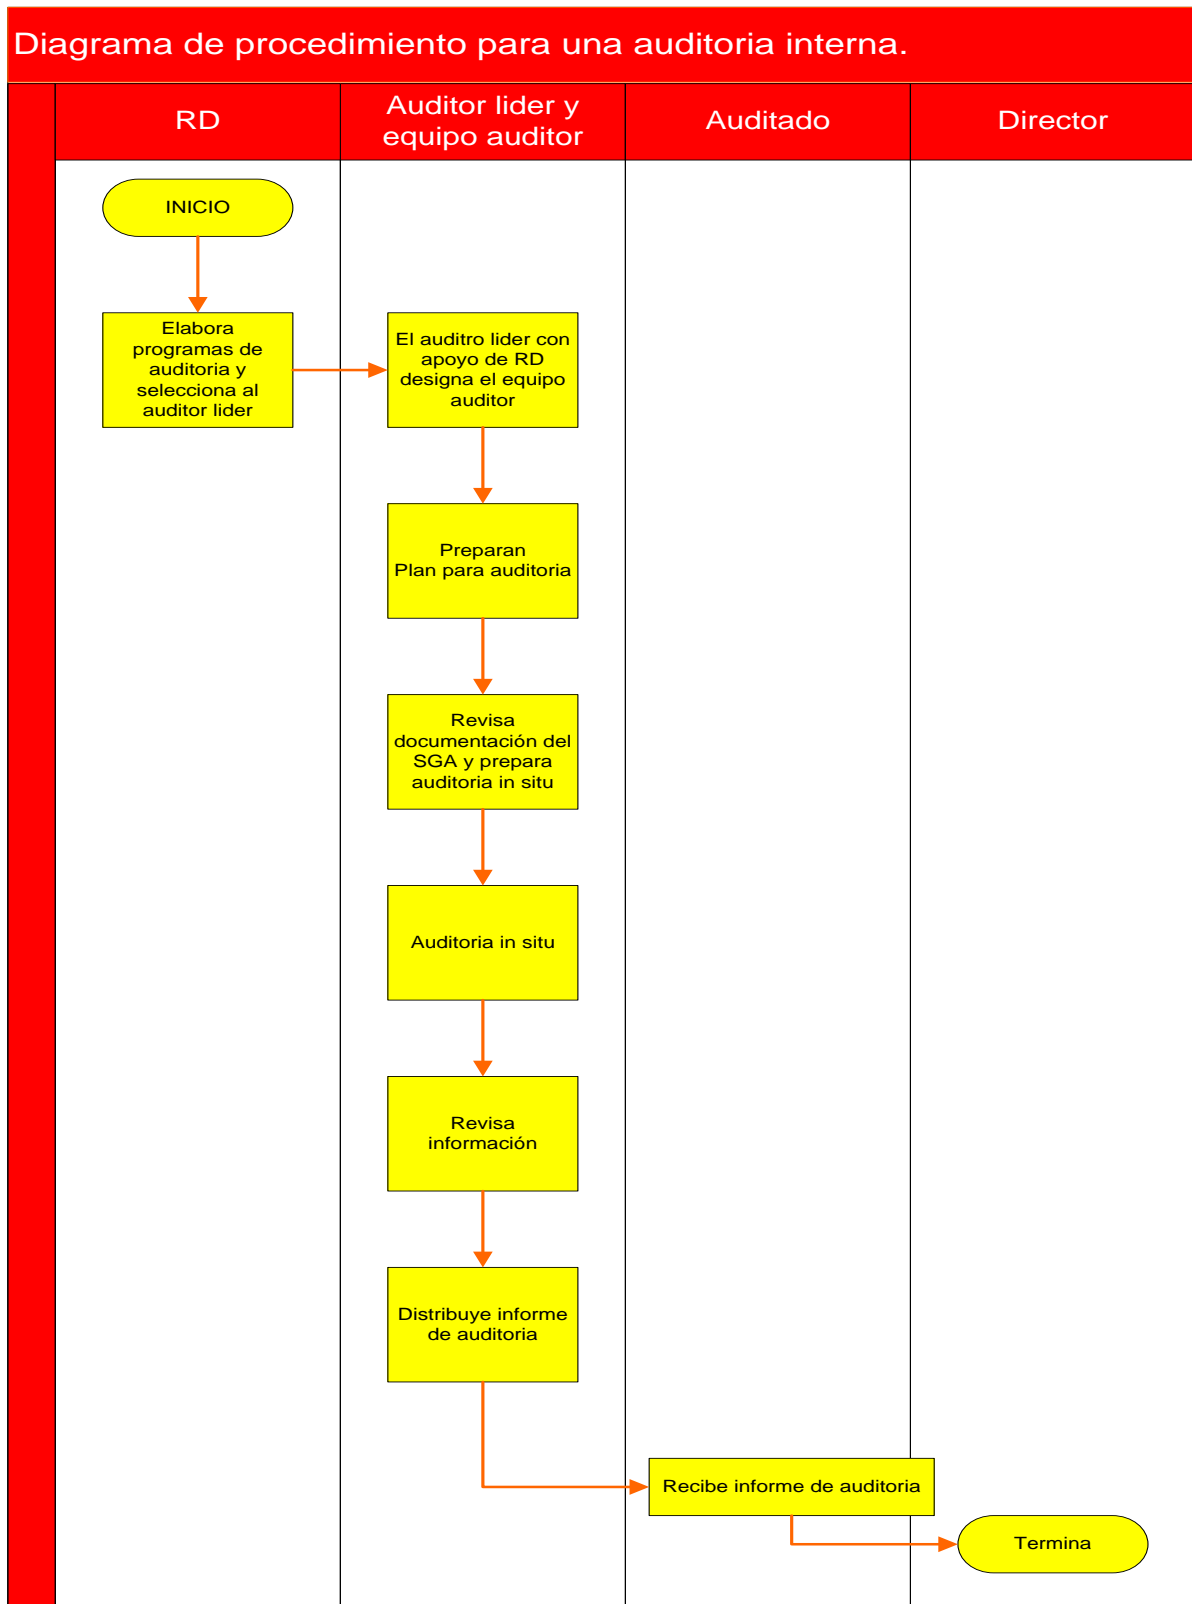 Diagrama de procedimiento para una auditoria interna.
RD
Auditor lider y
equipo auditor
Auditado
Director
INICIO
Elabora
programas de
auditoria y
selecciona al
auditor lider
El auditro lider con
apoyo de RD
designa el equipo
auditor
Preparan
Plan para auditoria
Revisa
documentación del
SGA y prepara
auditoria in situ
Auditoria in situ
Revisa
información
Distribuye informe
de auditoria
Recibe informe de auditoria
Termina